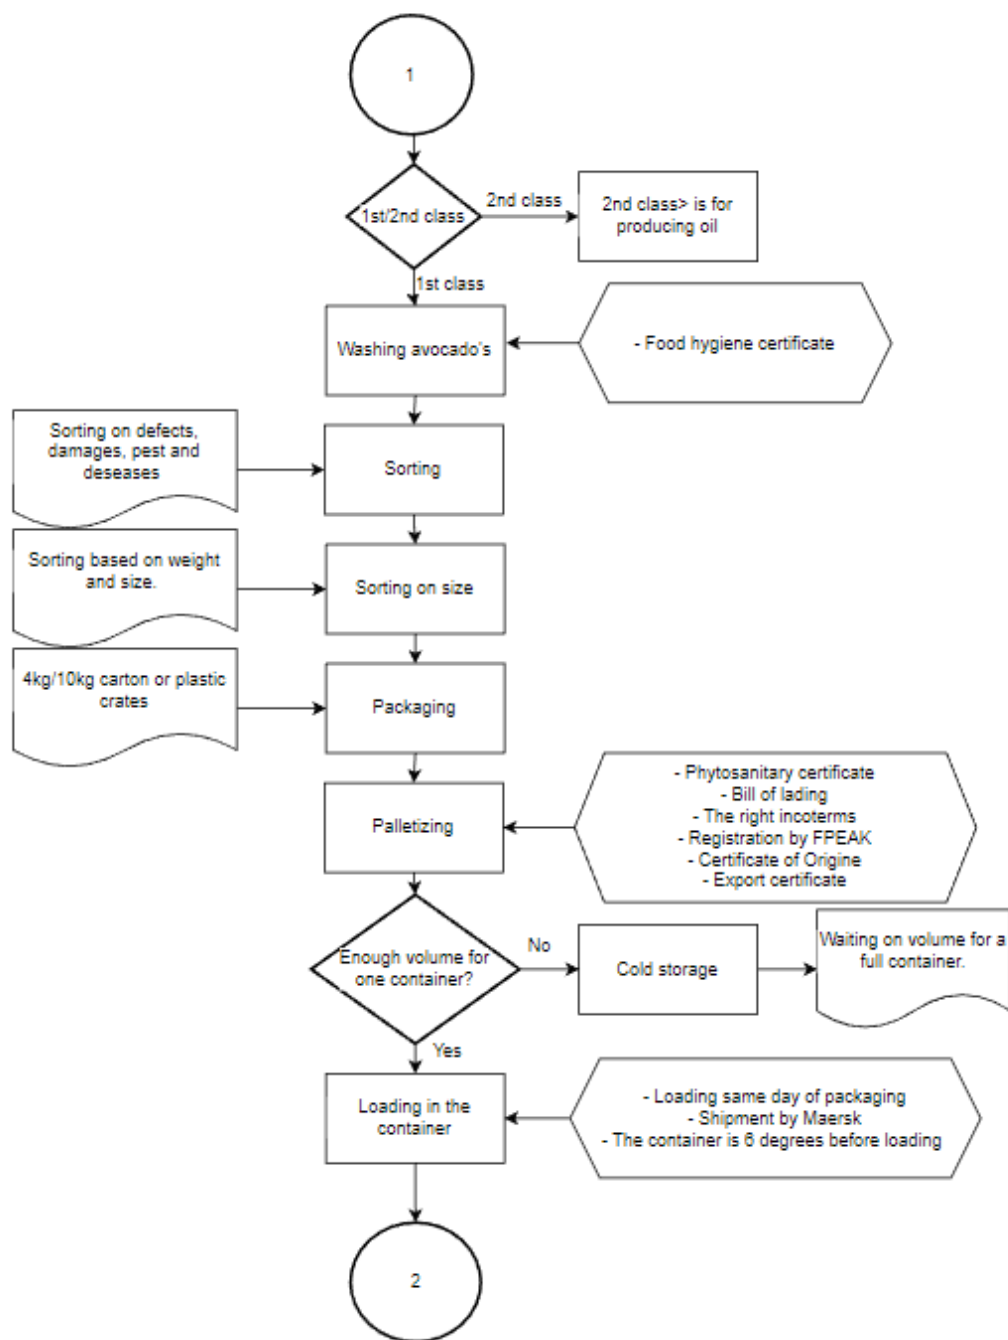 1
1st/2nd class
2nd class
2nd class> is for
producing oil
1st class
Washing avocado's
- Food hygiene certificate
Sorting on defects,
damages, pest and
deseases
Sorting
Sorting based on weight
and size.
Sorting on size
4kg/10kg carton or plastic
crates
Packaging
- Phytosanitary certificate
- Bill of lading
- The right incoterms
- Registration by FPEAK
- Certificate of Origine
- Export certificate
Palletizing
Enough volume for
one container?
No
Cold storage
Waiting on volume for a
full container.
Yes
Loading in the
container
- Loading same day of packaging
- Shipment by Maersk
- The container is 6 degrees before loading
2